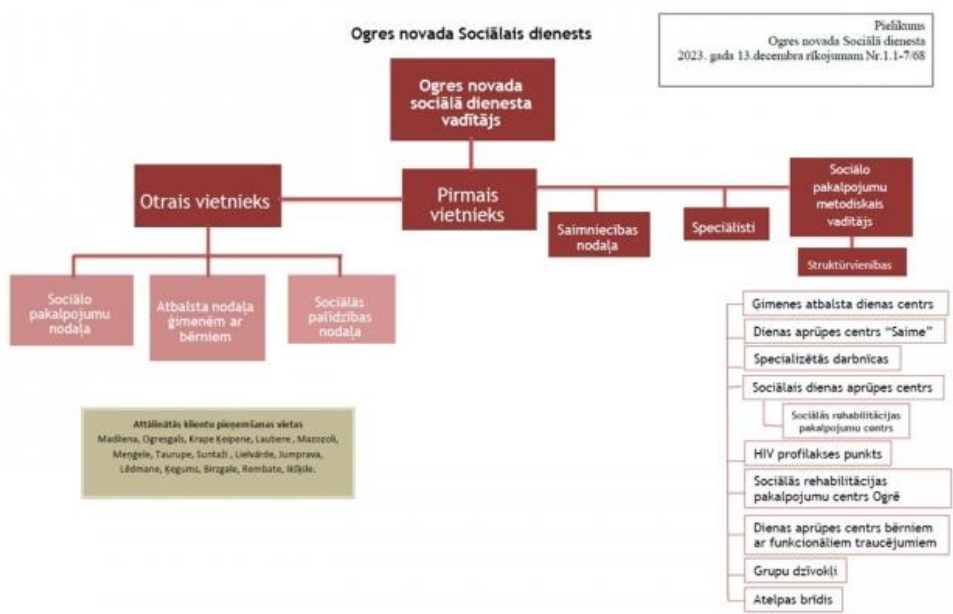 Ogres novada Sociālais dienests
Pielikums
Ogres novada Sociālā dienesta
2023. gada 13.decembra rīkojumam Nr.1.1-7/68
Ogres novada
sociālā dienesta
vadītājs
Otrais vietnieks
Pirmais
vietnieks
Saimniecības
nodaļa
Speciālisti
Sociālo
pakalpojumu
metodiskais
vadītājs
Struktūrvienības
Sociālo
pakalpojumu
nodaļa
Atbalsta nodaļa
ģimenēm ar
bērniem
Sociālās
palīdzības
nodaļa
Ģimenes atbalsta dienas centrs
Dienas aprūpes centrs “Saime”
Specializētās darbnīcas
Sociālais dienas aprūpes centrs
Sociālās rehabilitācijas
pakalpojumu centrs
HIV profilakses punkts
Sociālās rehabilitācijas
pakalpojumu centrs Ogrē
Dienas aprūpes centrs bērniem
ar funkcionāliem traucējumiem
Grupu dzīvokļi
Atelpas brīdis
Attālinātās klientu pieņemšanas vietas
Madliena, Ogresgals, Krape Ķeipene, Laubere , Mazozoli,
Meņģele, Taurupe, Suntaži , Lielvārde, Jumprava,
Lēdmane, Ķegums, Birzgale, Rembate, Ikšķile.